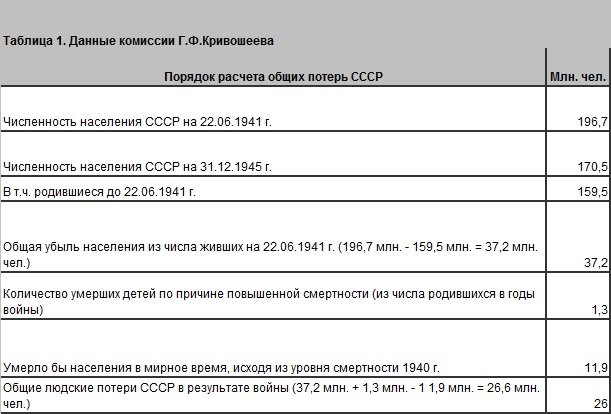 Таблица 1. Данные комиссии Г.Ф.Кривошеева
Порядок расчета общих потерь СССР Млн. чел.
Численность населения СССР на 22.06.1941 г. 196,7
Численность населения СССР на 31.12.1945 г. 170,5
В т.ч. родившиеся до 22.06.1941 г. 159,5
Общая убыль населения из числа живших на 22.06.1941 г. (196,7 млн. - 159,5 млн. = 37,2 млн.
чел.) 37,2
Количество умерших детей по причине повышенной смертности (из числа родившихся в годы
войны) 1,3
Умерло бы населения в мирное время, исходя из уровня смертности 1940 г. 11,9
Общие людские потери СССР в результате войны (37,2 млн. + 1,3 млн. - 1 1,9 млн. = 26,6 млн.
чел.) 26